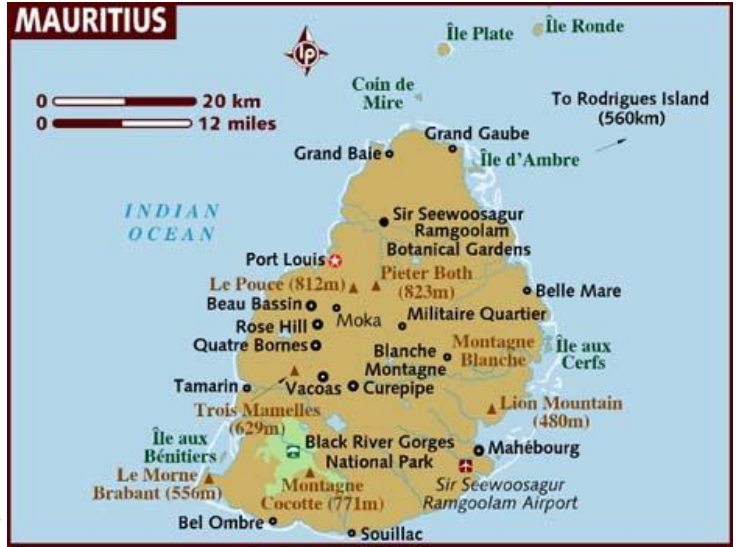 MAURITIUS
Île Plate
Île Ronde
lp
0 20 km
0 12 miles
Coin de
Mire
To Rodrigues Island
(560km)
Grand Gaube
Grand Baie
Île d'Ambre
INDIAN
OCEAN
Sir Seewoosagur
Ramgoolam
Botanical Gardens
Port Louis
Le Pouce (812m)
Pieter Both
(823m)
Belle Mare
Beau Bassin
Moka
Militaire Quartier
Rose Hill
Quatre Bornes
Blanche
Montagne
Montagne
Blanche
Île aux
Cerfs
Tamarin
Vacoas
Curepipe
Trois Mamelles
(629m)
Lion Mountain
(480m)
Île aux
Bénitiers
Black River Gorges
National Park
Mahébourg
Le Morne
Brabant (556m)
Montagne
Cocotte (771m)
Sir Seewoosagur
Ramgoolam Airport
Bel Ombre
Souillac